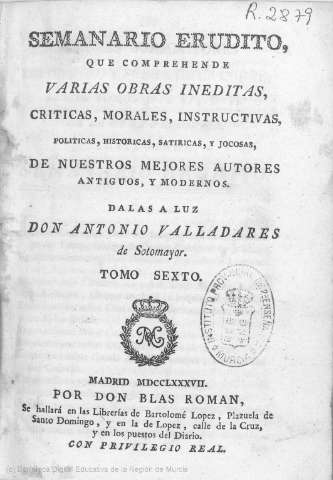 R. 2879
SEMANARIO ERUDITO,
QUE COMPREHENDE
VARIAS OBRAS INEDITAS,
CRITICAS, MORALES, INSTRUCTIVAS,
POLITICAS, HISTORICAS, SATIRICAS, Y JOCOSAS,
DE NUESTROS MEJORES AUTORES
ANTIGUOS, Y MODERNOS.
DALAS A LUZ
DON ANTONIO VALLADARES
de Sotomayor.
TOMO SEXTO.
INSTITUTO
MURCIA
MADRID MDCCLXXXVII.
POR DON BLAS ROMAN,
Se hallará en las Librerías de Bartolomé Lopez, Plazuela de
Santo Domingo, y en la de Lopez, calle de la Cruz,
y en los puestos del Diario.
CON PRIVILEGIO REAL.
(c) Biblioteca Digital Educativa de la Región de Murcia